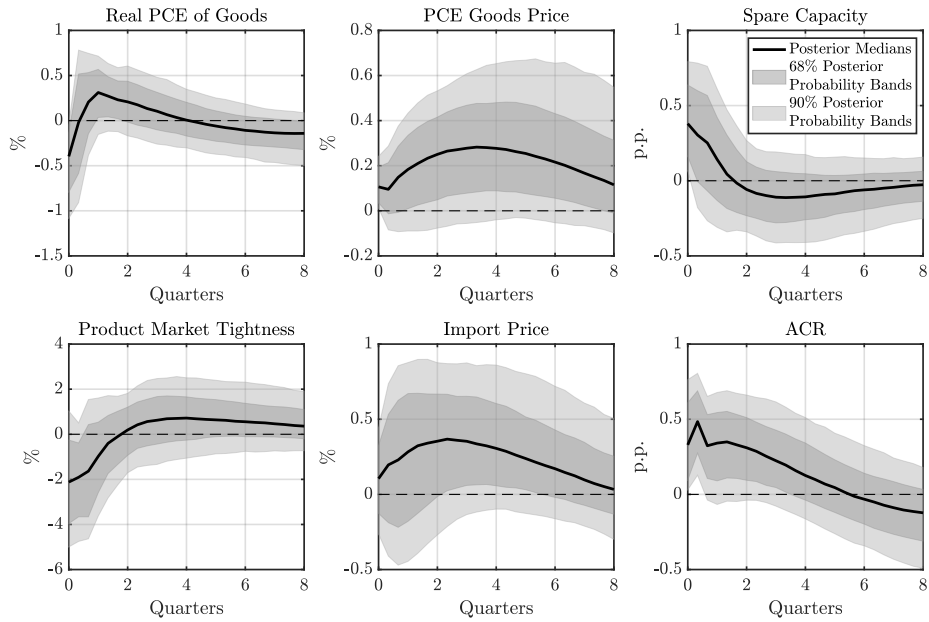 Real PCE of Goods
1
0.5
0
-0.5
-1
-1.5
%
0 2 4 6 8
Quarters
PCE Goods Price
0.8
0.6
0.4
0.2
0
0.2
%
0 2 4 6 8
Quarters
Spare Capacity
1
0.5
0
-0.5
p.p.
0 2 4 6 8
Quarters
Posterior Medians
68% Posterior
Probability Bands
90% Posterior
Probability Bands
Product Market Tightness
4
2
0
-2
-4
-6
%
0 2 4 6 8
Quarters
Import Price
1
0.5
0
0.5
%
0 2 4 6 8
Quarters
ACR
1
0.5
0
-0.5
p.p.
0 2 4 6 8
Quarters